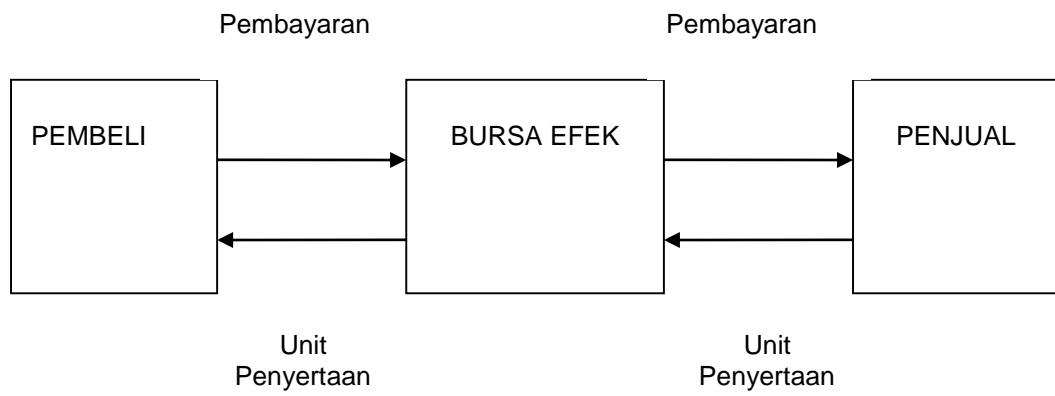 Pembayaran
Pembayaran
PEMBELI
BURSA EFEK
PENJUAL
Unit
Penyertaan
Unit
Penyertaan